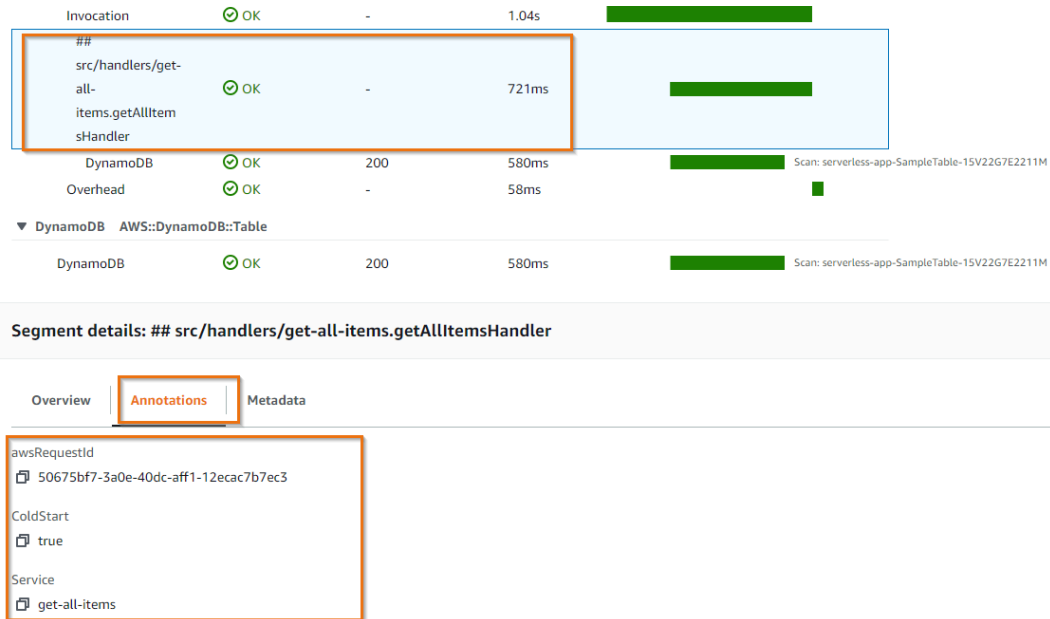 Invocation OK - 1.04s
##
src/handlers/get-
all- OK - 721ms
items.getAllItem
sHandler
DynamoDB OK 200 580ms Scan: serverless-app-SampleTable-15V22G7E2211M
Overhead OK - 58ms
DynamoDB AWS::DynamoDB::Table
DynamoDB OK 200 580ms Scan: serverless-app-SampleTable-15V22G7E2211M
Segment details: ## src/handlers/get-all-items.getAllItemsHandler
Overview Annotations Metadata
awsRequestId
50675bf7-3a0e-40dc-aff1-12ecac7b7ec3
ColdStart
true
Service
get-all-items